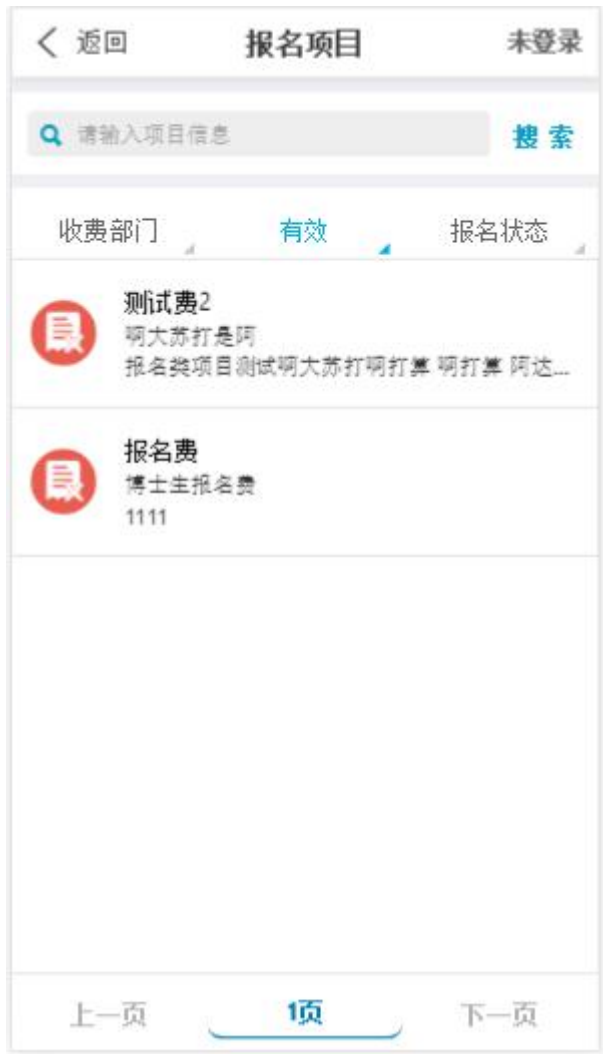 返回 报名项目 未登录
请输入项目信息 搜索
收费部门 有效 报名状态
测试费2
啊大苏打是阿
报名类项目测试啊大苏打啊打算 啊打算 阿达...
报名费
博士生报名费
1111
上一页 1页 下一页